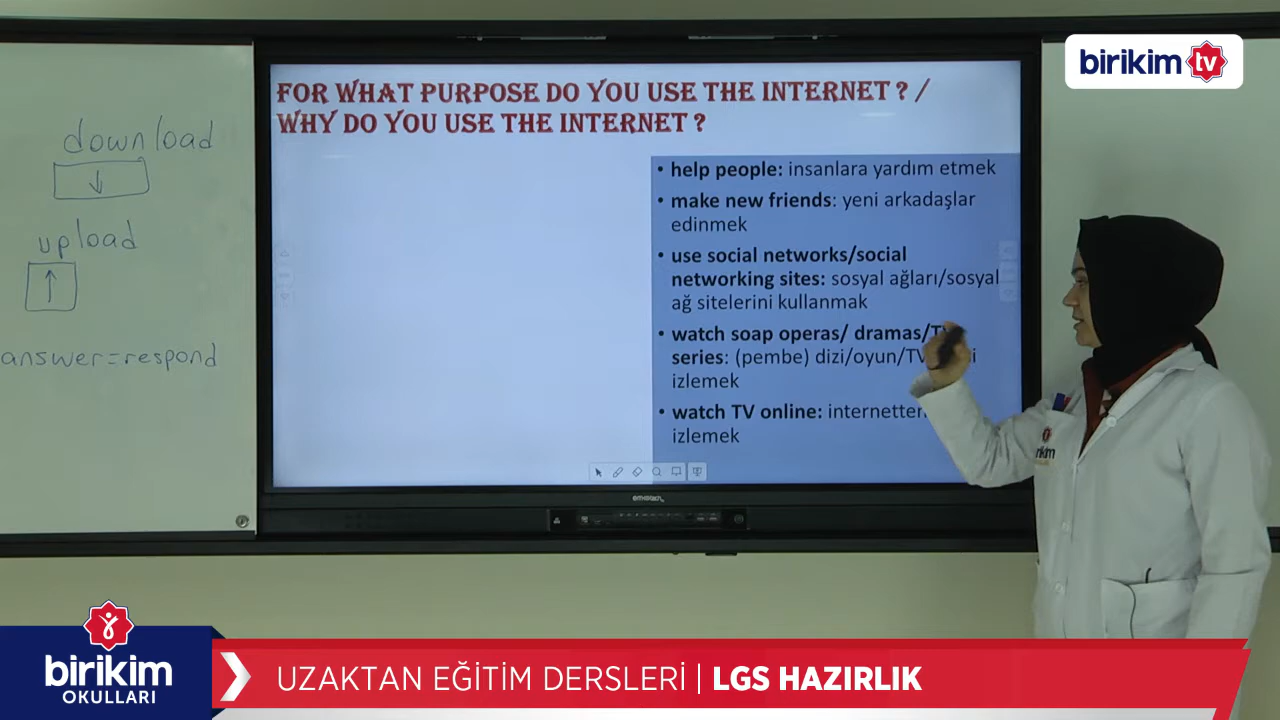 birikim tv
FOR WHAT PURPOSE DO YOU USE THE INTERNET ? /
WHY DO YOU USE THE INTERNET ?
download
upload
answer=respond
• help people: insanlara yardım etmek
• make new friends: yeni arkadaşlar
edinmek
• use social networks/social
networking sites: sosyal ağları/sosyal
ağ sitelerini kullanmak
• watch soap operas/ dramas/
series: (pembe) dizi/oyun/TV
izlemek
• watch TV online:
izlemek
birikim
OKULLARI
UZAKTAN EĞİTİM DERSLERİ | LGS HAZIRLIK